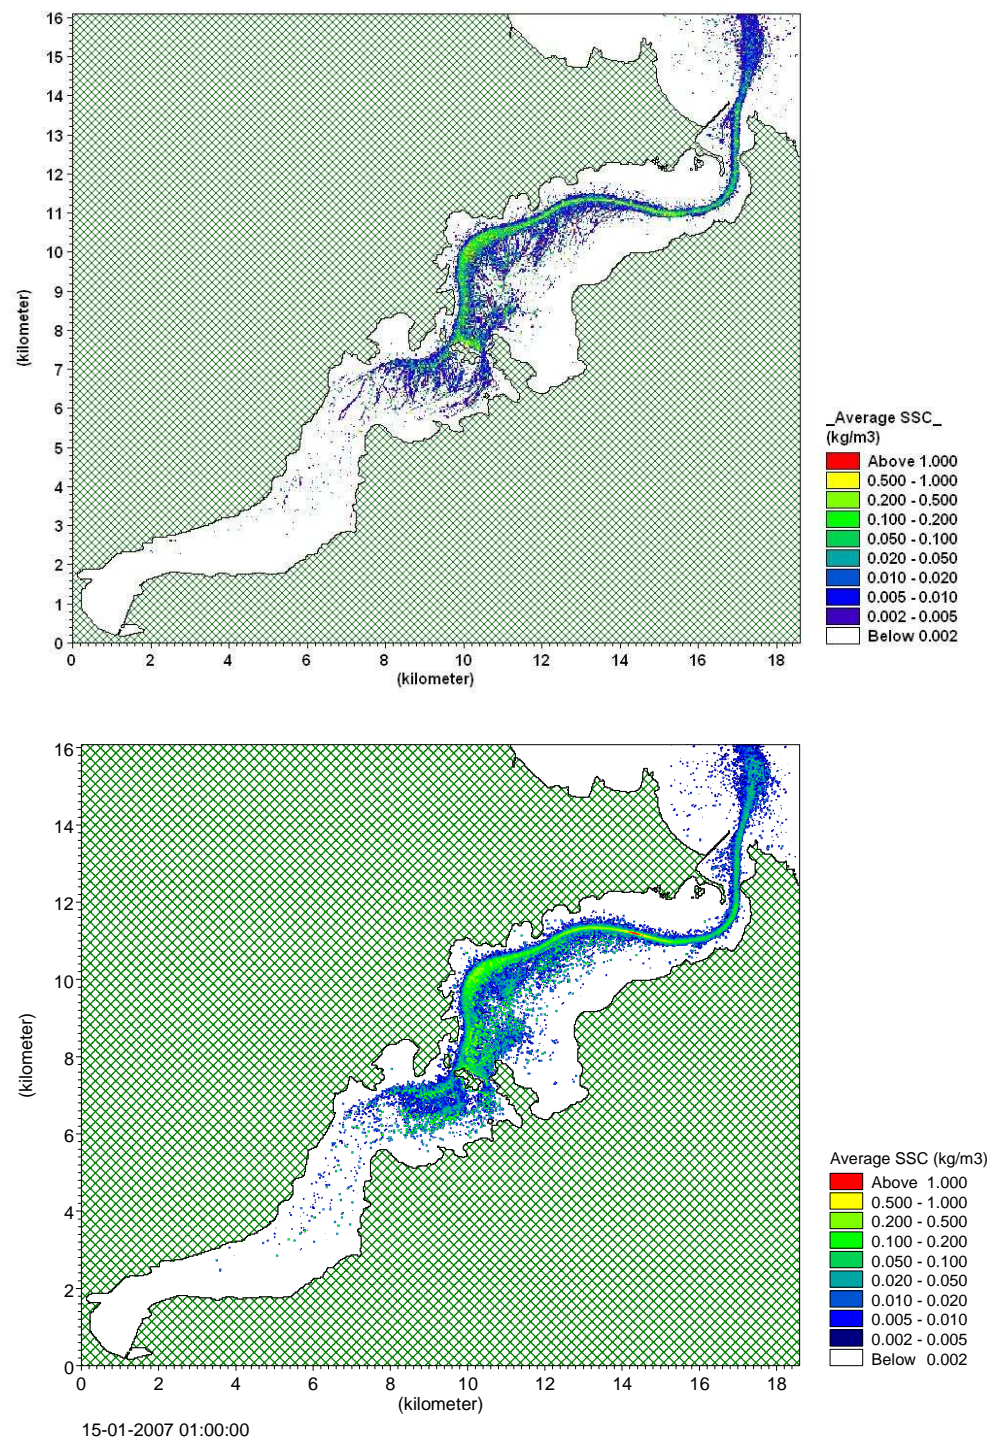 16
15
14
13
12
11
10
9
8
7
6
5
4
3
2
1
0
(kilometer)
0 2 4 6 8 10 12 14 16 18
(kilometer)
_Average SSC_
(kg/m3)
Above 1.000
0.500 - 1.000
0.200 - 0.500
0.100 - 0.200
0.050 - 0.100
0.020 - 0.050
0.010 - 0.020
0.005 - 0.010
0.002 - 0.005
Below 0.002
16
14
12
10
8
6
4
2
0
(kilometer)
0 2 4 6 8 10 12 14 16 18
(kilometer)
Average SSC (kg/m3)
Above 1.000
0.500 - 1.000
0.200 - 0.500
0.100 - 0.200
0.050 - 0.100
0.020 - 0.050
0.010 - 0.020
0.005 - 0.010
0.002 - 0.005
Below 0.002
15-01-2007 01:00:00